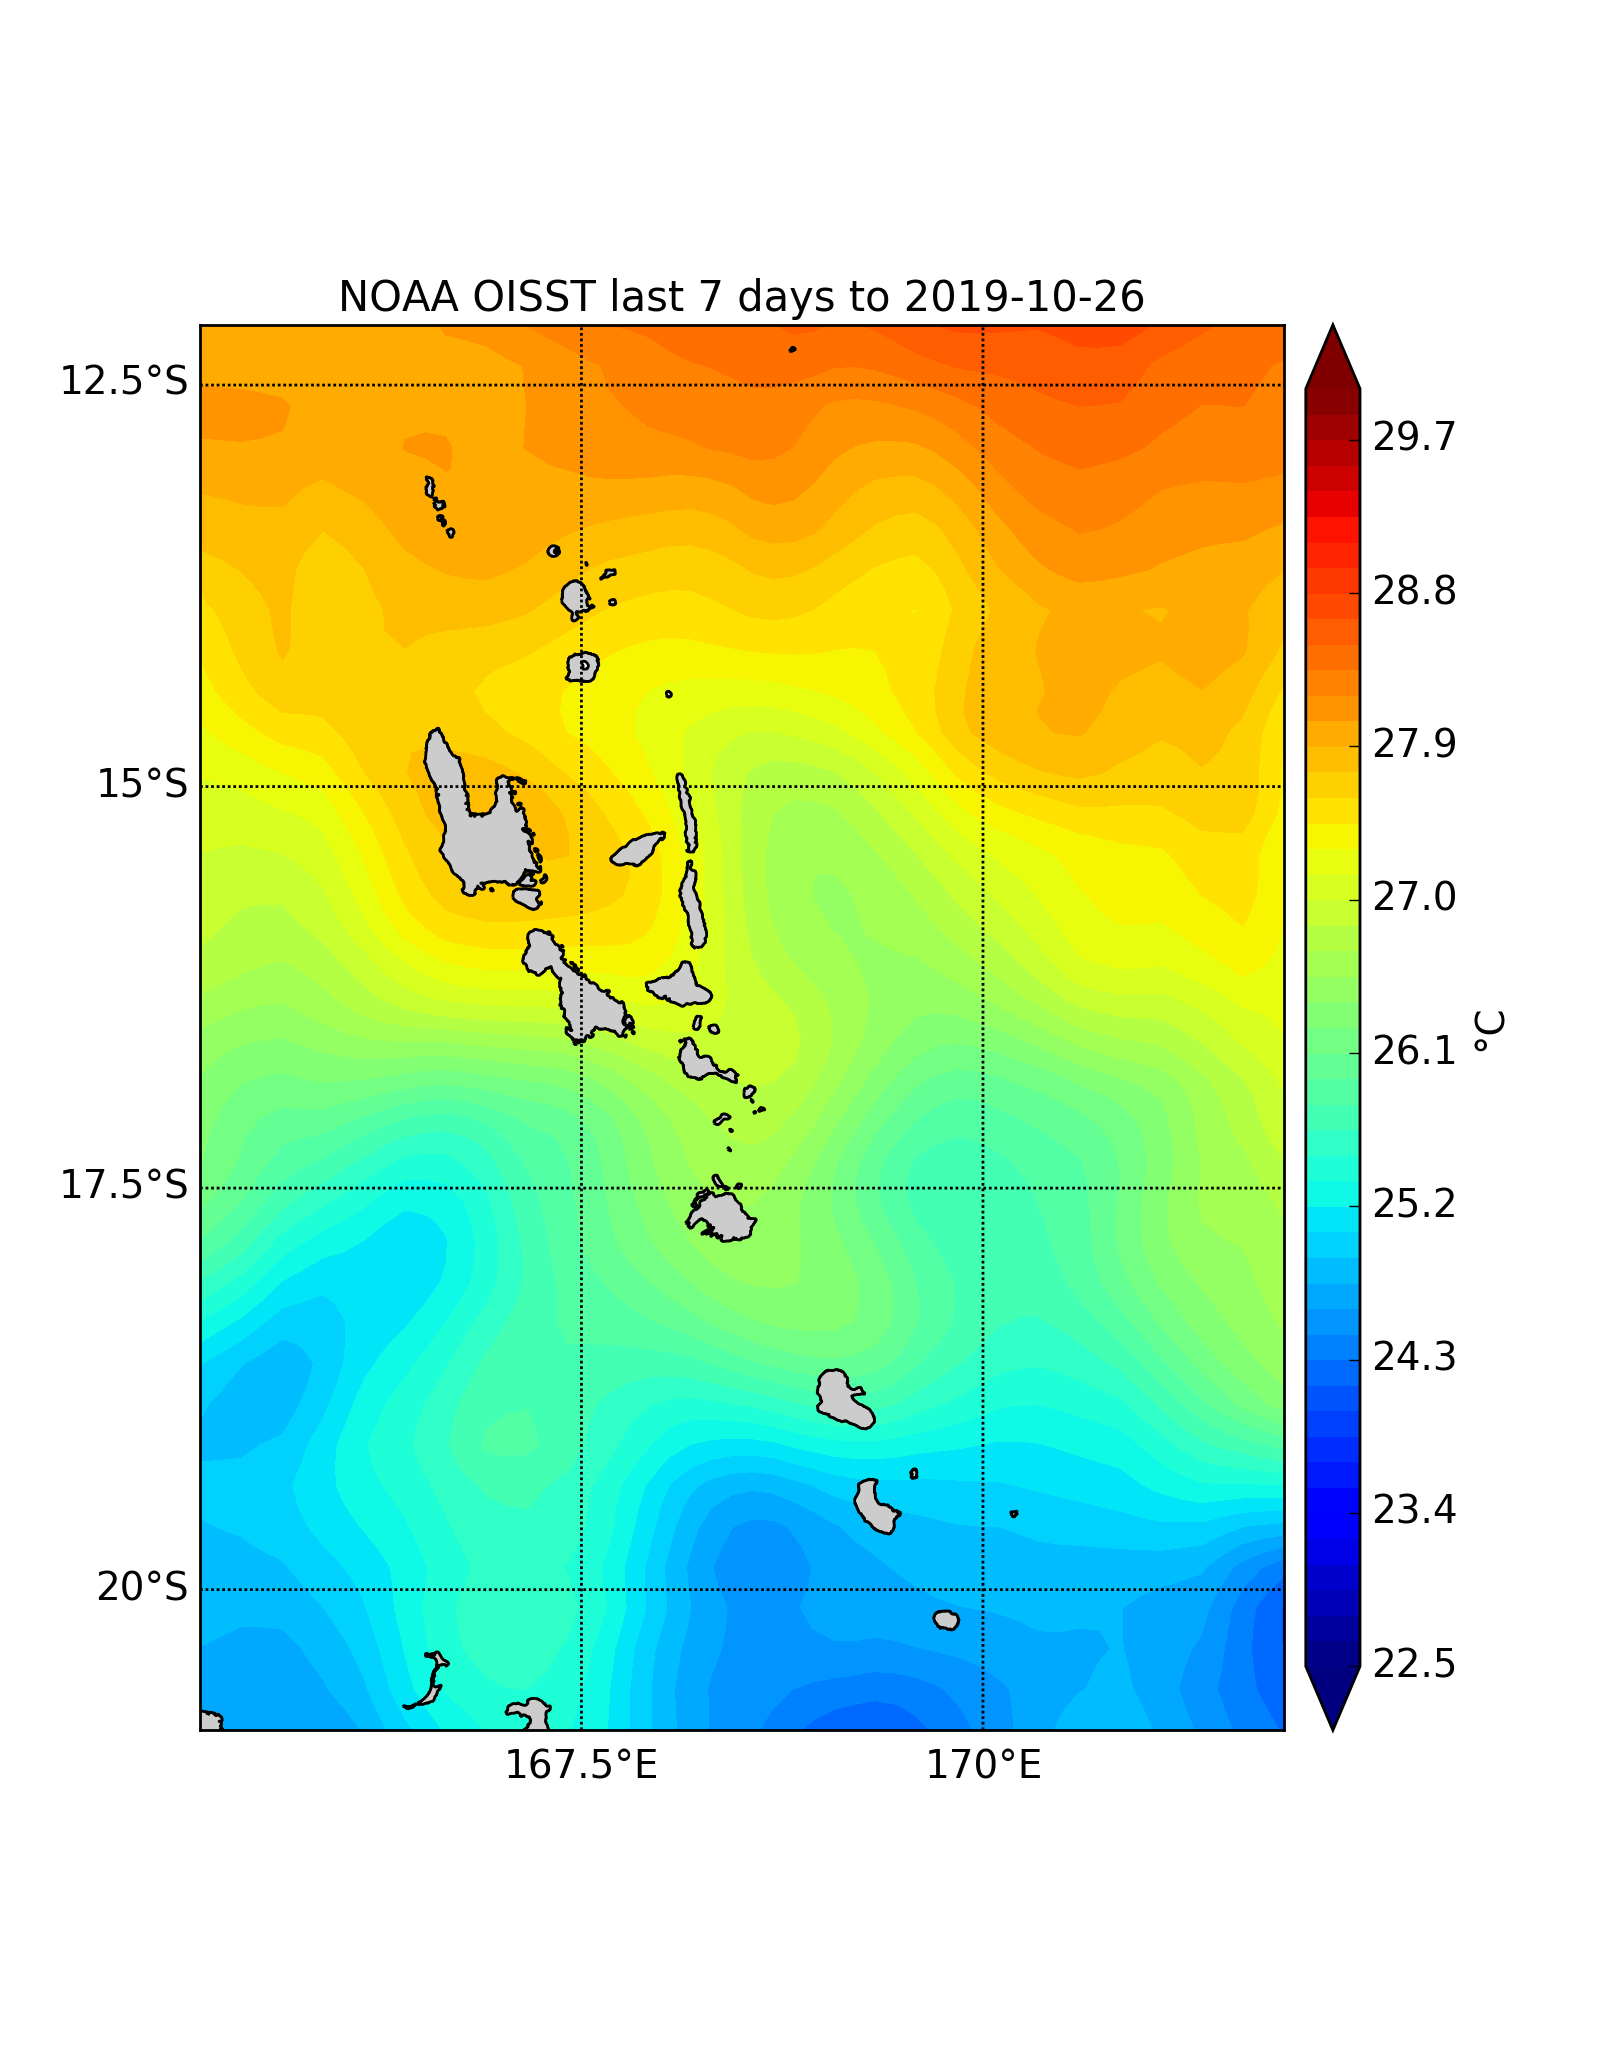 NOAA OISST last 7 days to 2019-10-26
12.5°S
15°S
17.5°S
20°S
167.5°E
170°E
29.7
28.8
27.9
27.0
26.1
25.2
24.3
23.4
22.5
°C